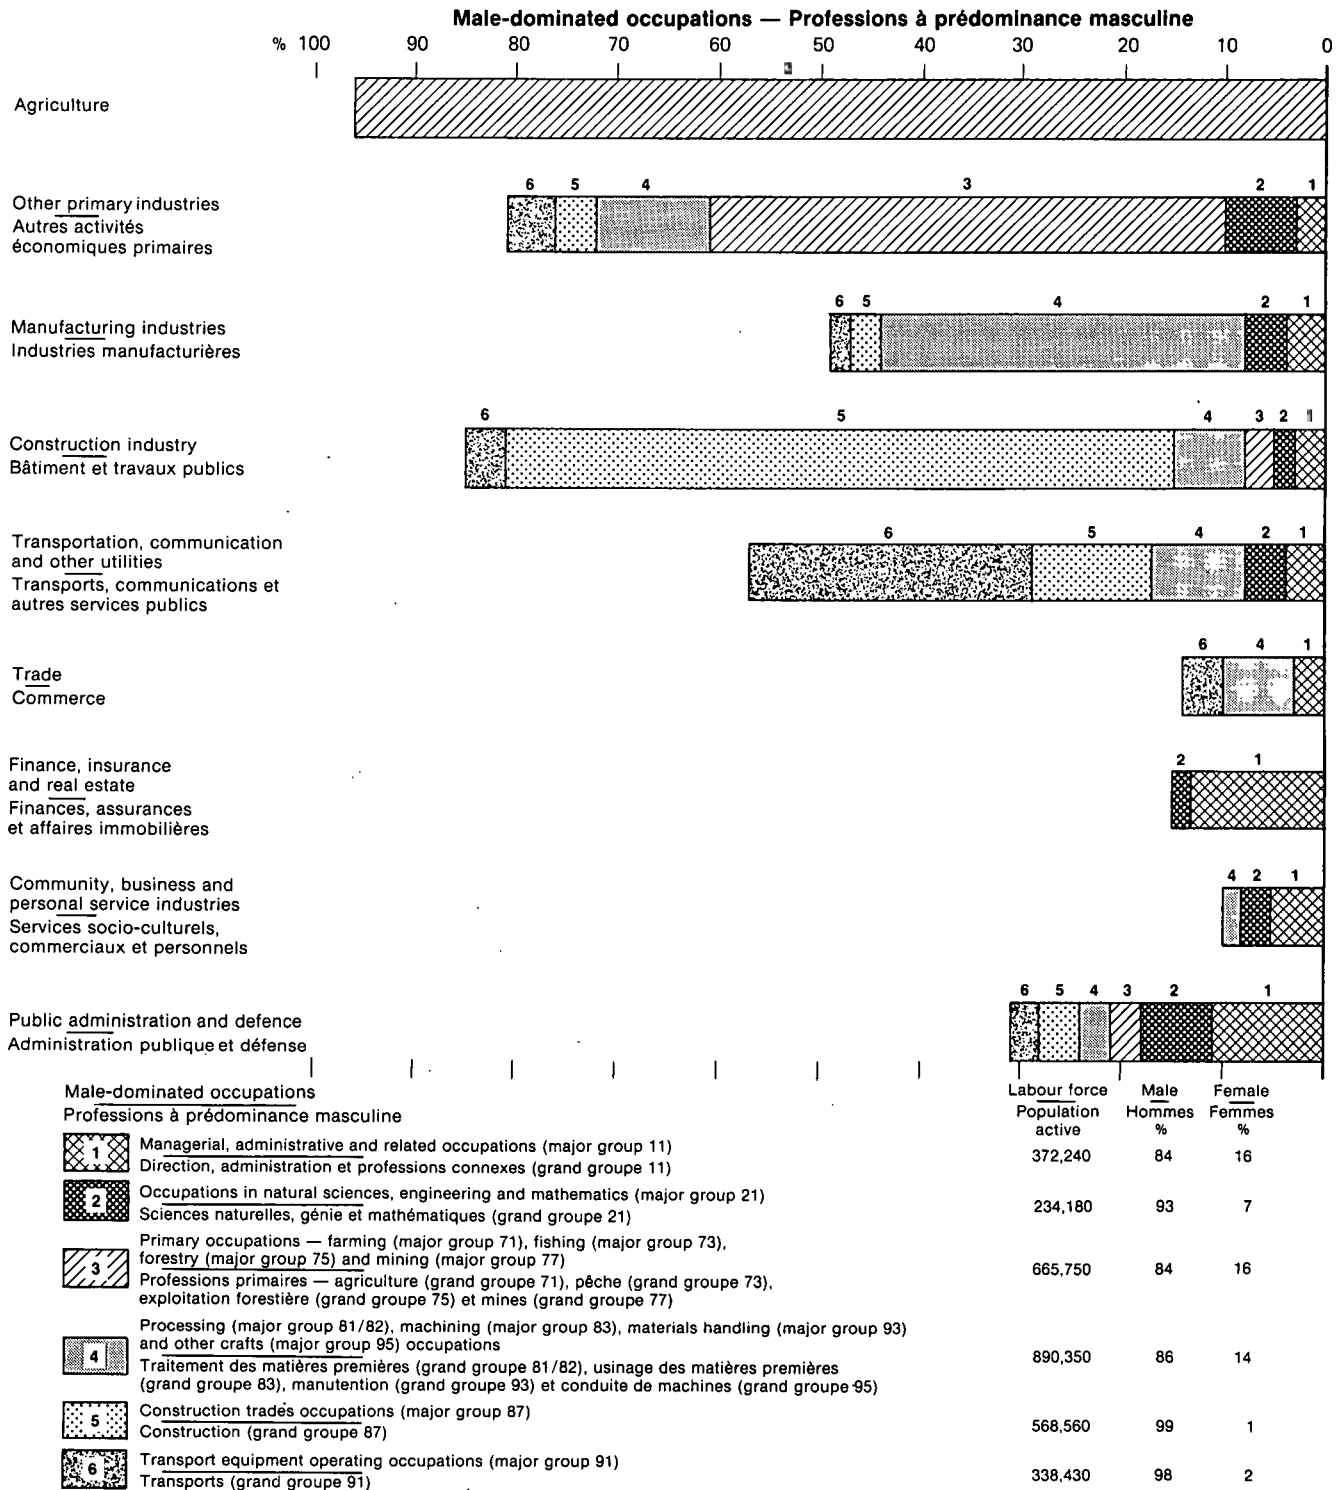 Male-dominated occupations — Professions à prédominance masculine
% 100 90 80 70 60 50 40 30 20 10 0
Agriculture
6 5 4 3 2 1
Other primary industries
Autres activités
économiques primaires
6 5 4 2 1
Manufacturing industries
Industries manufacturières
6 5 4 3 2 1
Construction industry
Bâtiment et travaux publics
6 5 4 2 1
Transportation, communication
and other utilities
Transports, communications et
autres services publics
6 4 1
Trade
Commerce
2 1
Finance, insurance
and real estate
Finances, assurances
et affaires immobilières
4 2 1
Community, business and
personal service industries
Services socio-culturels,
commerciaux et personnels
6 5 4 3 2 1
Public administration and defence
Administration publique et défense
Male-dominated occupations
Professions à prédominance masculine
Labour force Male Female
Population Hommes Femmes
active % %
1 Managerial, administrative and related occupations (major group 11)
Direction, administration et professions connexes (grand groupe 11)
372,240 84 16
2 Occupations in natural sciences, engineering and mathematics (major group 21)
Sciences naturelles, génie et mathématiques (grand groupe 21)
234,180 93 7
3 Primary occupations — farming (major group 71), fishing (major group 73),
forestry (major group 75) and mining (major group 77)
Professions primaires — agriculture (grand groupe 71), pêche (grand groupe 73),
exploitation forestière (grand groupe 75) et mines (grand groupe 77)
665,750 84 16
4 Processing (major group 81/82), machining (major group 83), materials handling (major group 93)
and other crafts (major group 95) occupations
Traitement des matières premières (grand groupe 81/82), usinage des matières premières
(grand groupe 83), manutention (grand groupe 93) et conduite de machines (grand groupe 95)
890,350 86 14
5 Construction trades occupations (major group 87)
Construction (grand groupe 87)
568,560 99 1
6 Transport equipment operating occupations (major group 91)
Transports (grand groupe 91)
338,430 98 2